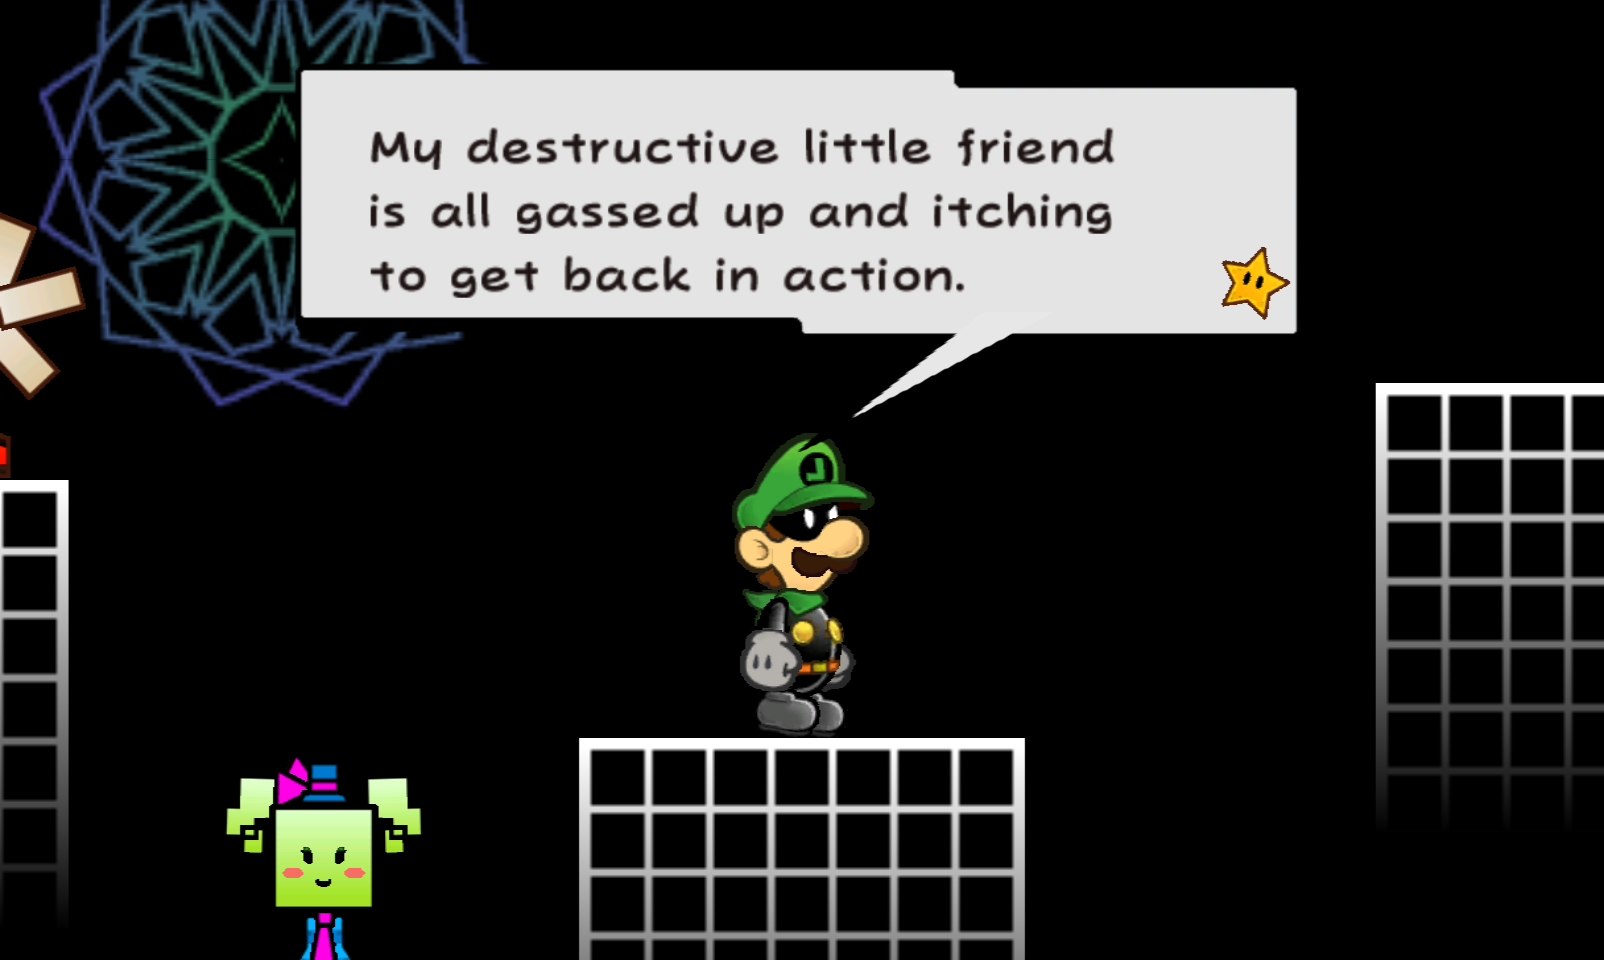 My destructive little friend
is all gassed up and itching
to get back in action.